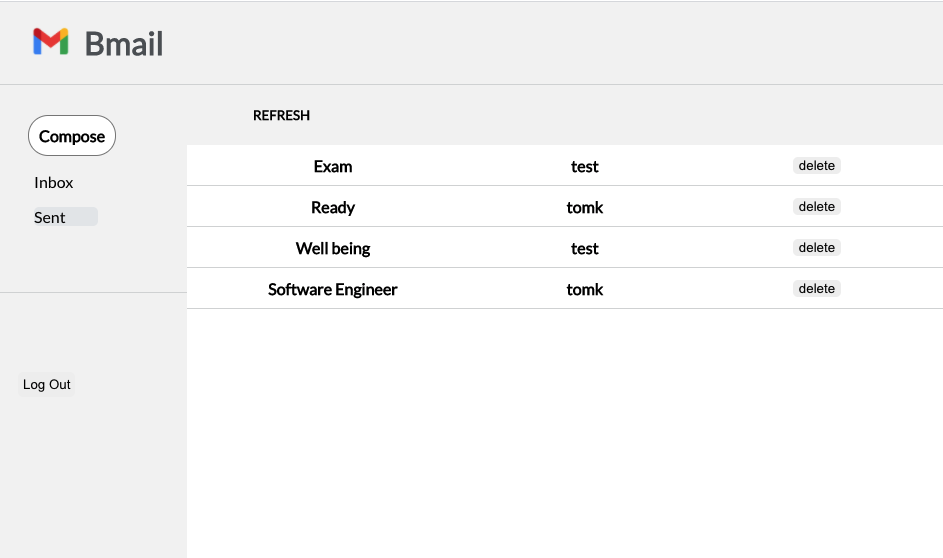 Bmail
Compose
Inbox
Sent
Log Out
REFRESH
Exam test delete
Ready tomk delete
Well being test delete
Software Engineer tomk delete